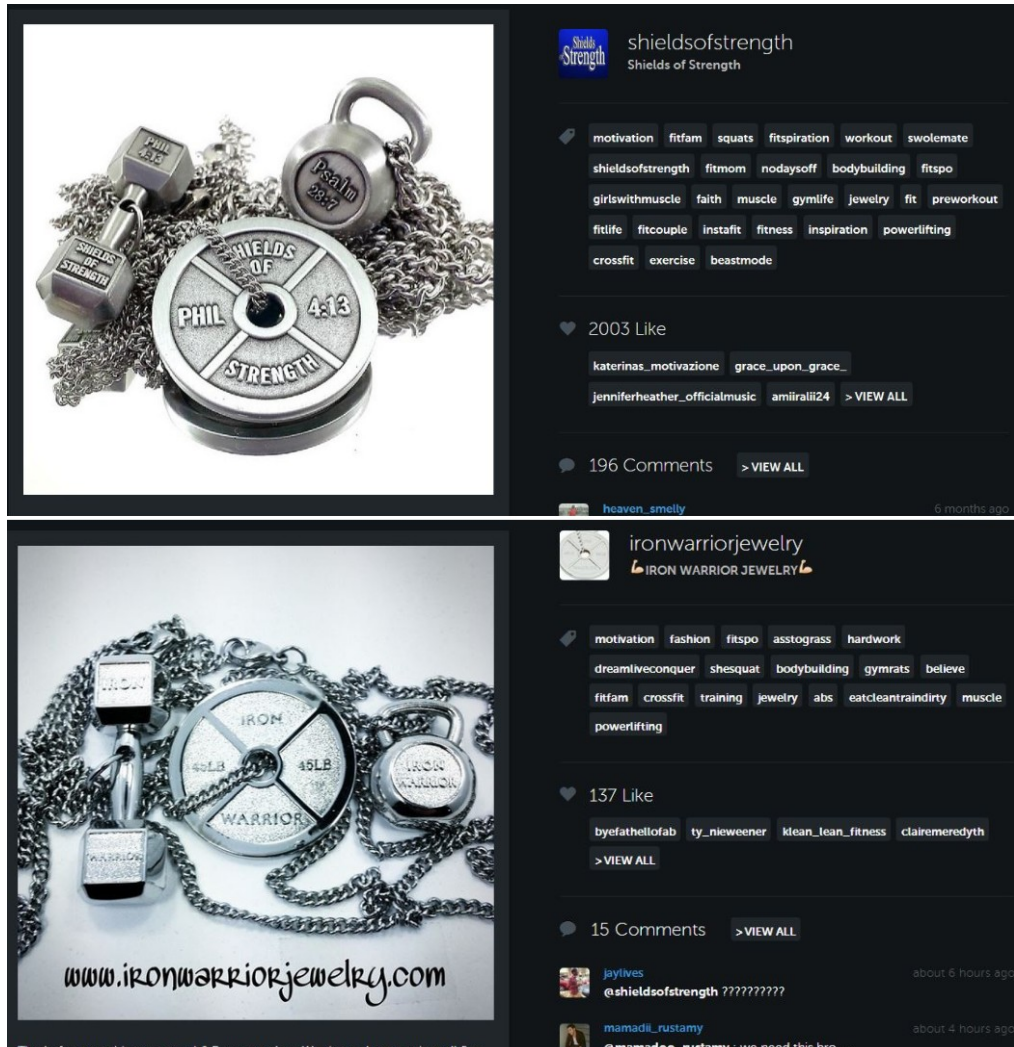 PHIL
4:13
SHIELDS OF
STRENGTH
Psalm
28:7
SHIELDS
OF
PHIL 4:13
STRENGTH
Shields
of Strength
shieldsofstrength
Shields of Strength
motivation fitfam squats fitspiration workout swolemate
shieldsofstrength fitmom nodaysoff bodybuilding fitspo
girlswithmuscle faith muscle gymlife jewelry fit preworkout
fitlife fitcouple instafit fitness inspiration powerlifting
crossfit exercise beastmode
2003 Like
katerinas_motivazione grace_upon_grace_
jenniferheather_officialmusic amiiralii24 > VIEW ALL
196 Comments > VIEW ALL
heaven_smelly 6 months ago
IRON
WARRIOR
IRON
45LB 45LB
WARRIOR
IRON
WARRIOR
www.ironwarriorjewelry.com
ironwarriorjewelry
💪IRON WARRIOR JEWELRY💪
motivation fashion fitspo asstograss hardwork
dreamliveconquer shesquat bodybuilding gymrats believe
fitfam crossfit training jewelry abs eatcleantraindirty muscle
powerlifting
137 Like
byefathellofab ty_nieweener klean_lean_fitness clairemeredyth
> VIEW ALL
15 Comments > VIEW ALL
jaylives about 6 hours ago
@shieldsofstrength ??????????
mamadii_rustamy about 4 hours ago
@mamadoo_rustamy : we need this bro